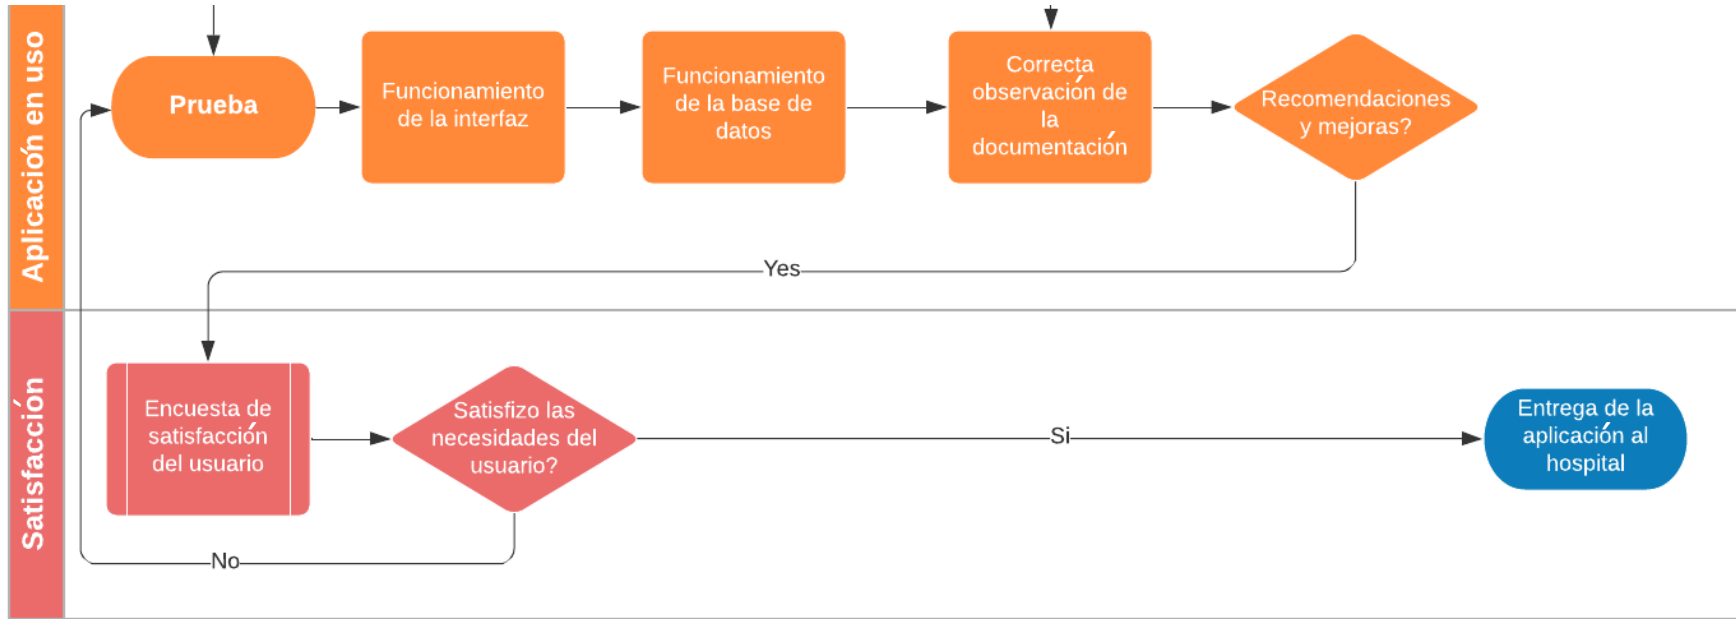 Aplicación en uso
Prueba
Funcionamiento
de la interfaz
Funcionamiento
de la base de
datos
Correcta
observación de
la
documentación
Recomendaciones
y mejoras?
Yes
Satisfacción
Encuesta de
satisfacción
del usuario
Satisfizo las
necesidades del
usuario?
Si
Entrega de la
aplicación al
hospital
No